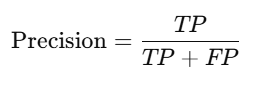 Precision = TP / TP + FP